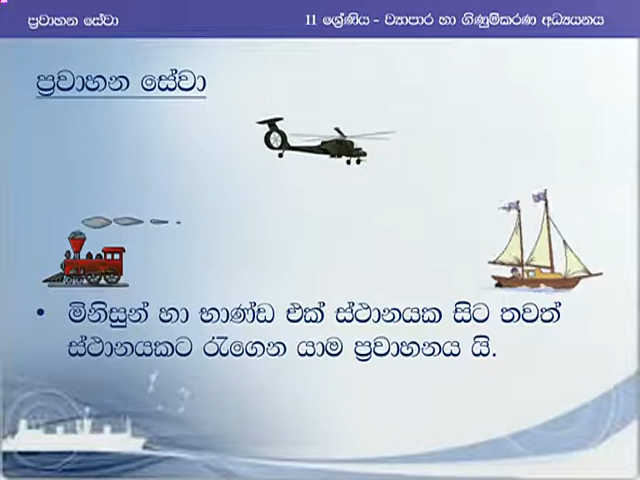 ප්‍රවාහන සේවා
11 ශ්‍රේණිය - ව්‍යාපාර හා ගිණුම්කරණ අධ්‍යයනය
ප්‍රවාහන සේවා
• මිනිසුන් හා භාණ්ඩ එක් ස්ථානයක සිට තවත්
ස්ථානයකට රැගෙන යාම ප්‍රවාහනය යි.